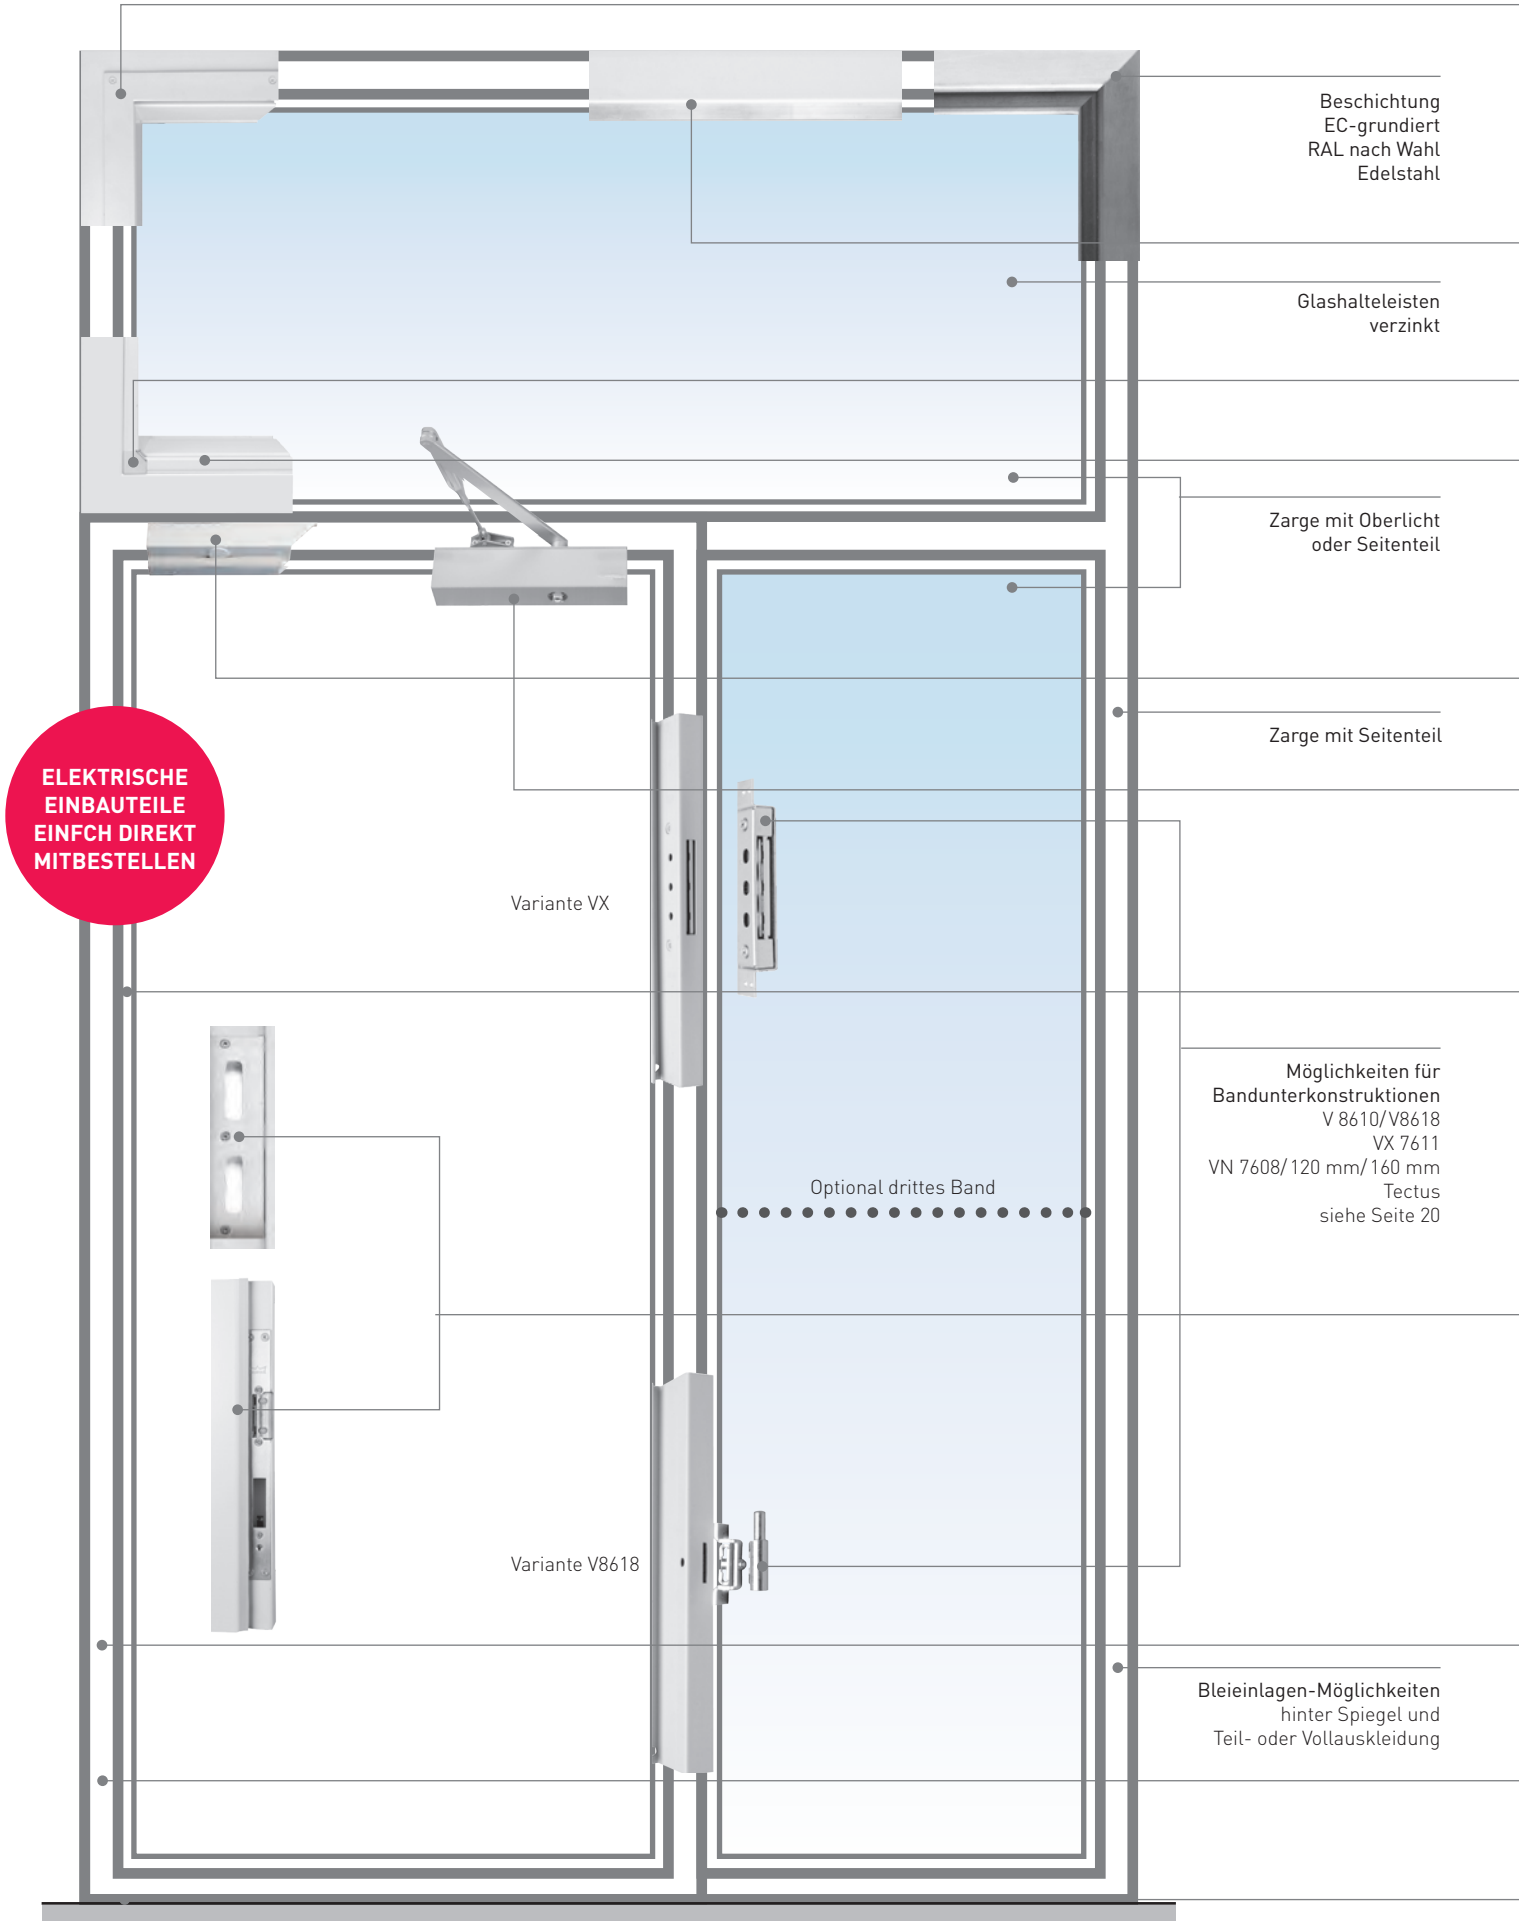 Beschichtung
EC-grundiert
RAL nach Wahl
Edelstahl
Glashalteleisten
verzinkt
Zarge mit Oberlicht
oder Seitenteil
Zarge mit Seitenteil
ELEKTRISCHE
EINBAUTEILE
EINFCH DIREKT
MITBESTELLEN
Variante VX
Möglichkeiten für
Bandunterkonstruktionen
V 8610/V8618
VX 7611
VN 7608/120 mm/160 mm
Tectus
siehe Seite 20
Optional drittes Band
Variante V8618
Bleieinlagen-Möglichkeiten
hinter Spiegel und
Teil- oder Vollauskleidung